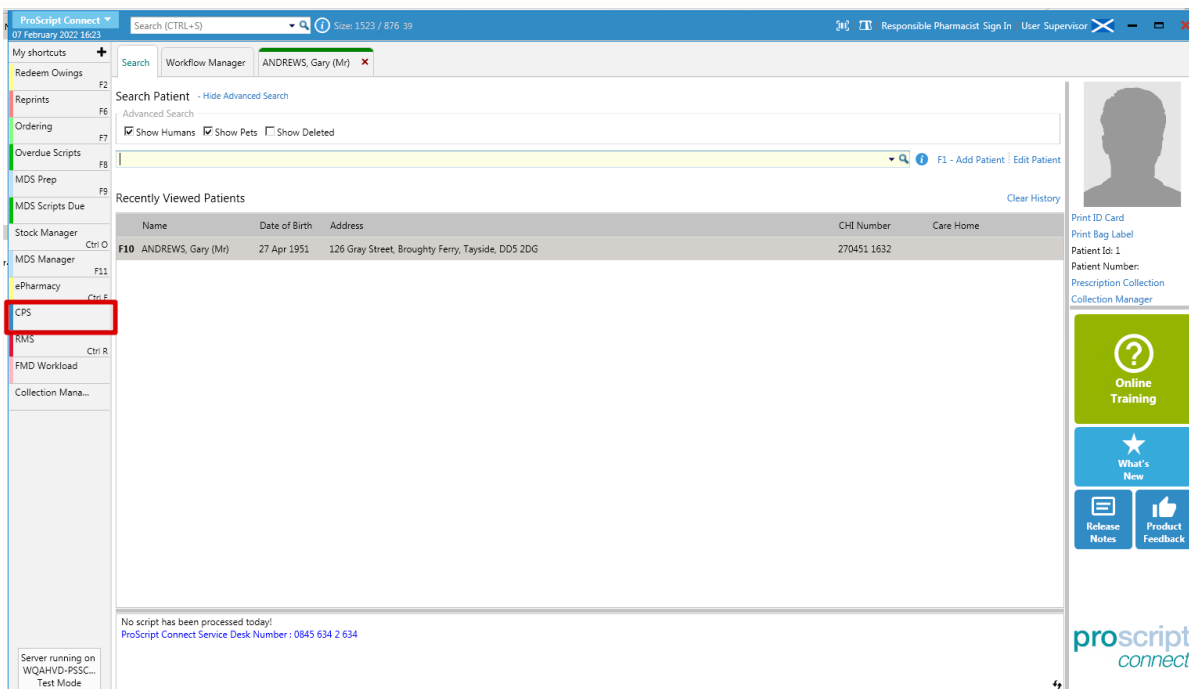 ProScript Connect
07 February 2022 16:23
Search (CTRL+S)
Size: 1523 / 876 39
Responsible Pharmacist Sign In
User Supervisor
My shortcuts
Redeem Owings
F2
Reprints
F6
Ordering
F7
Overdue Scripts
F8
MDS Prep
F9
MDS Scripts Due
Stock Manager
Ctrl O
MDS Manager
F11
ePharmacy
CPS
RMS
Ctrl R
FMD Workload
Collection Mana...
Server running on
WQAHVD-PSSC...
Test Mode
Search
Workflow Manager
ANDREWS, Gary (Mr)
Search Patient - Hide Advanced Search
Advanced Search
Show Humans Show Pets Show Deleted
F1 - Add Patient Edit Patient
Recently Viewed Patients
Clear History
Name Date of Birth Address CHI Number Care Home
F10 ANDREWS, Gary (Mr) 27 Apr 1951 126 Gray Street, Broughty Ferry, Tayside, DD5 2DG 270451 1632
No script has been processed today!
ProScript Connect Service Desk Number : 0845 634 2 634
Print ID Card
Print Bag Label
Patient Id: 1
Patient Number:
Prescription Collection
Collection Manager
Online
Training
What's
New
Release
Notes
Product
Feedback
proscript
connect